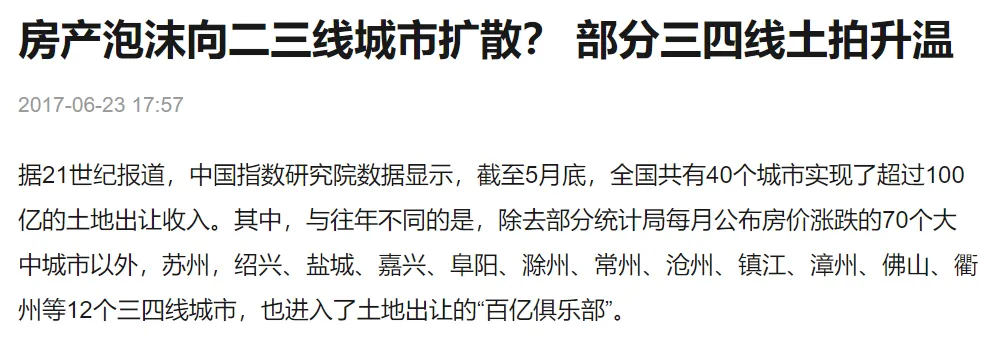 房产泡沫向二三线城市扩散？ 部分三四线土拍升温
2017-06-23 17:57
据21世纪报道，中国指数研究院数据显示，截至5月底，全国共有40个城市实现了超过100
亿的土地出让收入。其中，与往年不同的是，除去部分统计局每月公布房价涨跌的70个大
中城市以外，苏州，绍兴、盐城、嘉兴、阜阳、滁州、常州、沧州、镇江、漳州、佛山、衢
州等12个三四线城市，也进入了土地出让的“百亿俱乐部”。